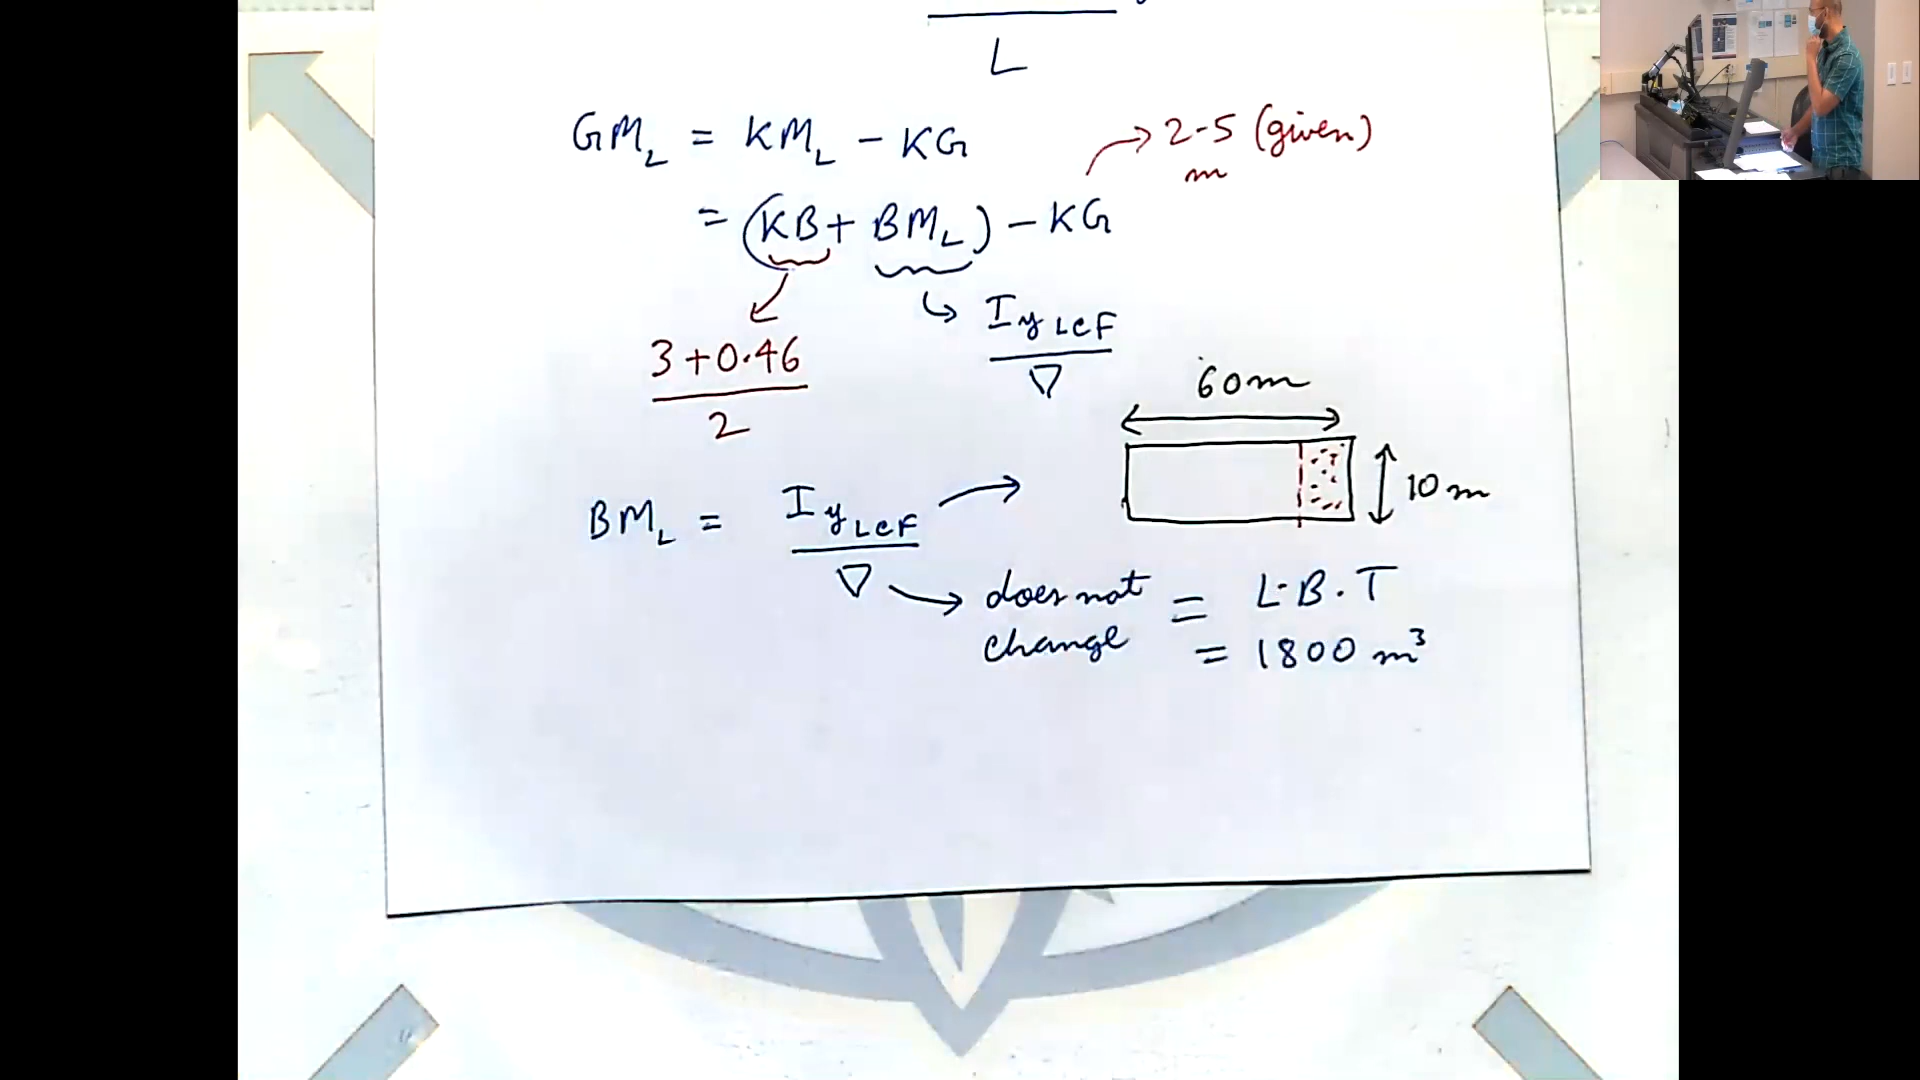 L
GM_L = KM_L - KG
2-5 (given)
m
= (KB + BM_L) - KG
I_y LCF
∇
3+0.46
2
60m
10 m
BM_L = I_y LCF
∇
does not change = L·B·T
= 1800 m³